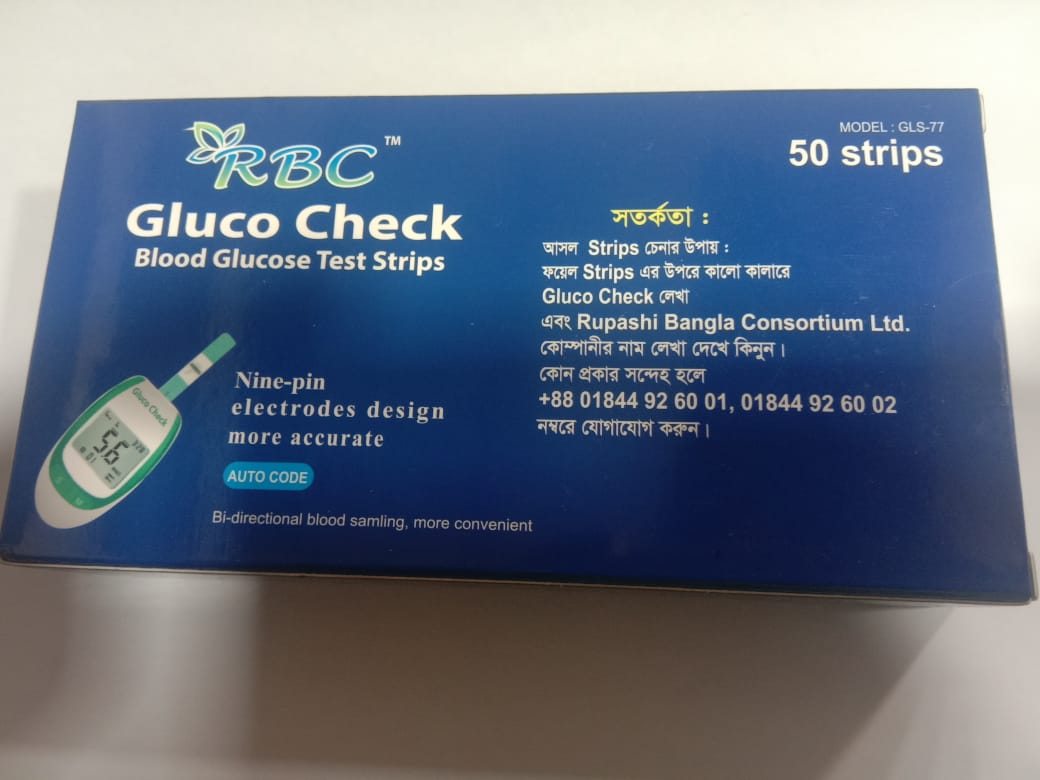 RBC™
Gluco Check
Blood Glucose Test Strips
Nine-pin
electrodes design
more accurate
AUTO CODE
Bi-directional blood samling, more convenient
Gluco Check
5.6
MODEL : GLS-77
50 strips
সতর্কতা :
আসল Strips চেনার উপায় :
ফয়েল Strips এর উপরে কালো কালারে
Gluco Check লেখা
এবং Rupashi Bangla Consortium Ltd.
কোম্পানীর নাম লেখা দেখে কিনুন।
কোন প্রকার সন্দেহ হলে
+88 01844 92 60 01, 01844 92 60 02
নম্বরে যোগাযোগ করুন।